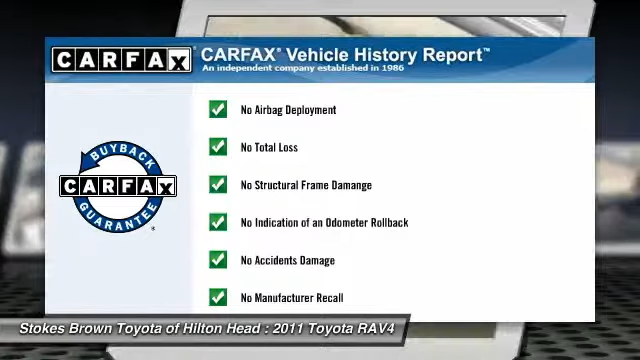 CARFAX® CARFAX® Vehicle History Report™
An independent company established in 1986
No Airbag Deployment
No Total Loss
No Structural Frame Damange
No Indication of an Odometer Rollback
No Accidents Damage
No Manufacturer Recall
BUYBACK
CARFAX
GUARANTEE®
Stokes Brown Toyota of Hilton Head : 2011 Toyota RAV4